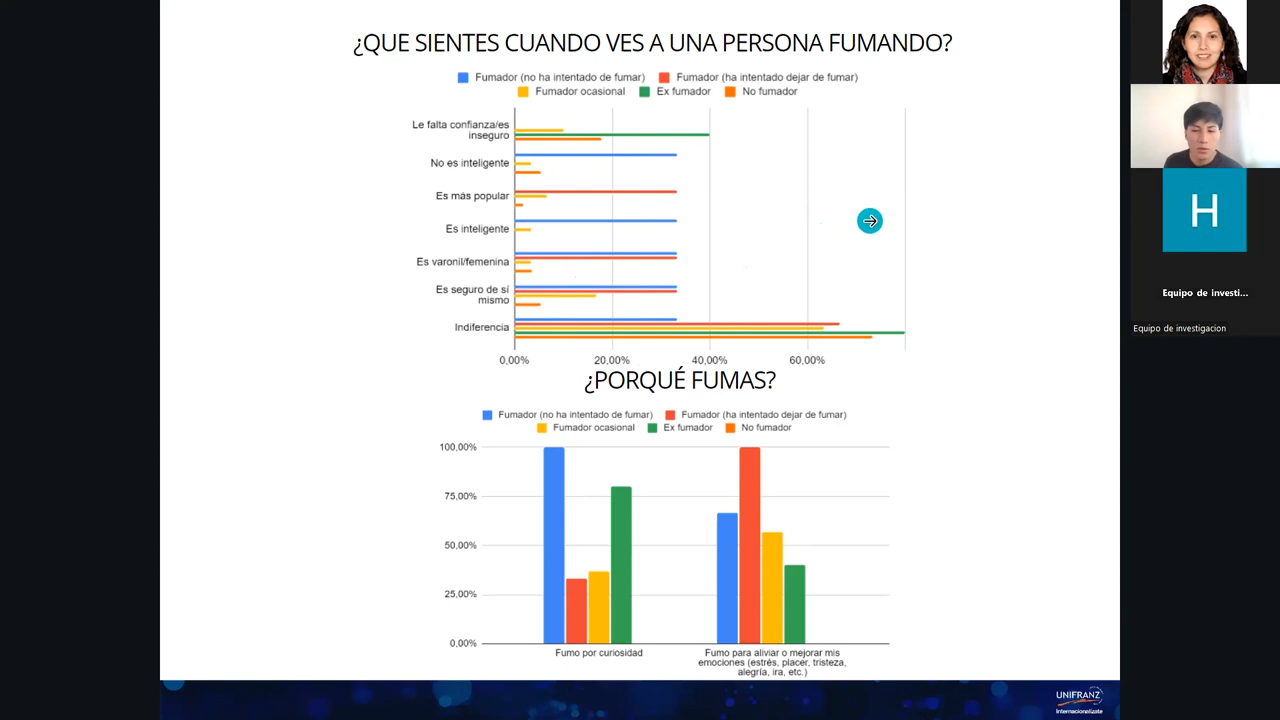 ¿QUE SIENTES CUANDO VES A UNA PERSONA FUMANDO?
Fumador (no ha intentado de fumar)
Fumador (ha intentado dejar de fumar)
Fumador ocasional
Ex fumador
No fumador
Le falta confianza/es
inseguro
No es inteligente
Es más popular
Es inteligente
Es varonil/femenina
Es seguro de sí
mismo
Indiferencia
0,00%
20,00%
40,00%
60,00%
¿PORQUÉ FUMAS?
Fumador (no ha intentado de fumar)
Fumador (ha intentado dejar de fumar)
Fumador ocasional
Ex fumador
No fumador
100,00%
75,00%
50,00%
25,00%
0,00%
Fumo por curiosidad
Fumo para aliviar o mejorar mis
emociones (estrés, placer, tristeza,
alegría, ira, etc.)
UNIFRANZ
Internacionalízate
H
Equipo de investi...
Equipo de investigacion